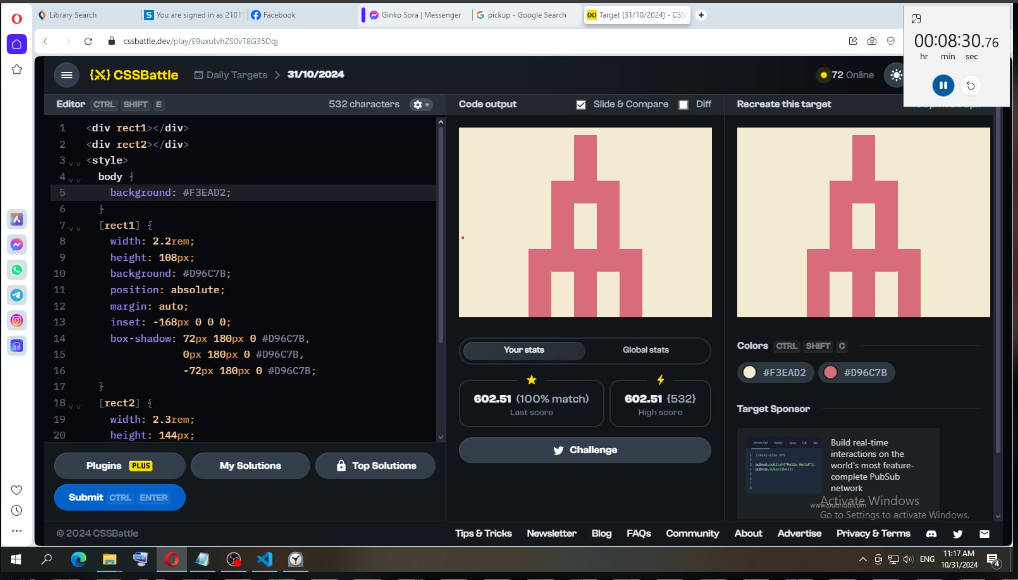 Library Search
You are signed in as 2101
Facebook
Ginko Sora | Messenger
pickup - Google Search
Target (31/10/2024) - CSS
cssbattle.dev/play/E9uxutvhZS0vT8G35Dqj
00:08:30.76
hr min sec
CSSBattle
Daily Targets > 31/10/2024
72 Online
Editor CTRL SHIFT E
532 characters
Code output
Slide & Compare
Diff
Recreate this target
1 <div rect1></div>
2 <div rect2></div>
3 <style>
4 body {
5 background: #F3EAD2;
6 }
7 [rect1] {
8 width: 2.2rem;
9 height: 108px;
10 background: #D96C7B;
11 position: absolute;
12 margin: auto;
13 inset: -168px 0 0 0;
14 box-shadow: 72px 180px 0 #D96C7B,
15 0px 180px 0 #D96C7B,
16 -72px 180px 0 #D96C7B;
17 }
18 [rect2] {
19 width: 2.3rem;
20 height: 144px;
Plugins PLUS
My Solutions
Top Solutions
Submit CTRL ENTER
Your stats
Global stats
602.51 (100% match)
Last score
602.51 {532}
High score
Challenge
Colors CTRL SHIFT C
#F3EAD2
#D96C7B
Target Sponsor
Build real-time
interactions on the
world's most feature-
complete PubSub
network
Activate Windows
Go to Settings to activate Windows.
© 2024 CSSBattle
Tips & Tricks
Newsletter
Blog
FAQs
Community
About
Advertise
Privacy & Terms
ENG
11:17 AM
10/31/2024
4